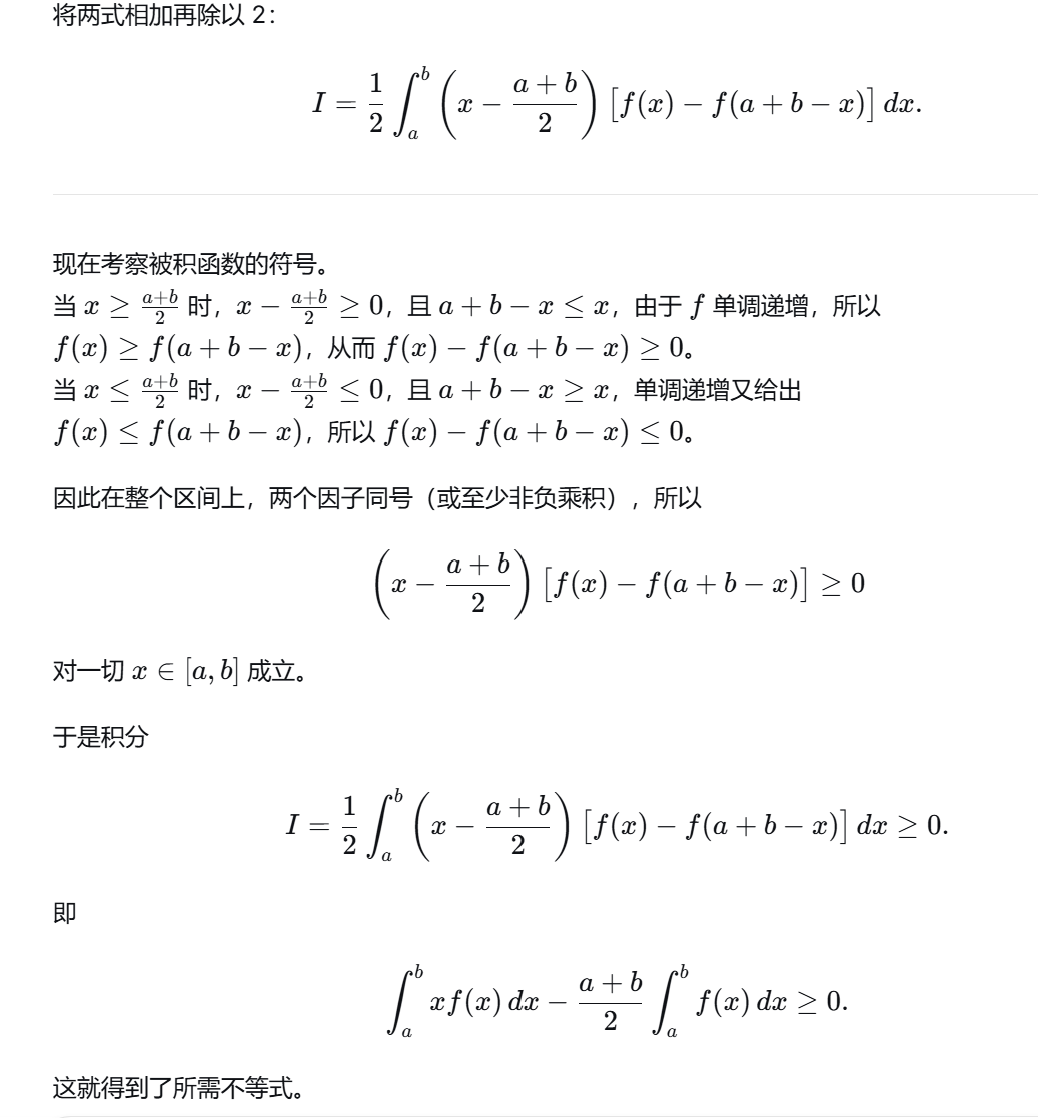 将两式相加再除以 2：
$$I = \frac{1}{2} \int_a^b \left( x - \frac{a+b}{2} \right) [f(x) - f(a+b-x)] \, dx.$$
现在考察被积函数的符号。
当 $x \geq \frac{a+b}{2}$ 时，$x - \frac{a+b}{2} \geq 0$，且 $a + b - x \leq x$，由于 $f$ 单调递增，所以
$f(x) \geq f(a+b-x)$，从而 $f(x) - f(a+b-x) \geq 0$。
当 $x \leq \frac{a+b}{2}$ 时，$x - \frac{a+b}{2} \leq 0$，且 $a + b - x \geq x$，单调递增又给出
$f(x) \leq f(a+b-x)$，所以 $f(x) - f(a+b-x) \leq 0$。
因此在整个区间上，两个因子同号（或至少非负乘积），所以
$$\left( x - \frac{a+b}{2} \right) [f(x) - f(a+b-x)] \geq 0$$
对一切 $x \in [a, b]$ 成立。
于是积分
$$I = \frac{1}{2} \int_a^b \left( x - \frac{a+b}{2} \right) [f(x) - f(a+b-x)] \, dx \geq 0.$$
即
$$\int_a^b x f(x) \, dx - \frac{a+b}{2} \int_a^b f(x) \, dx \geq 0.$$
这就得到了所需不等式。